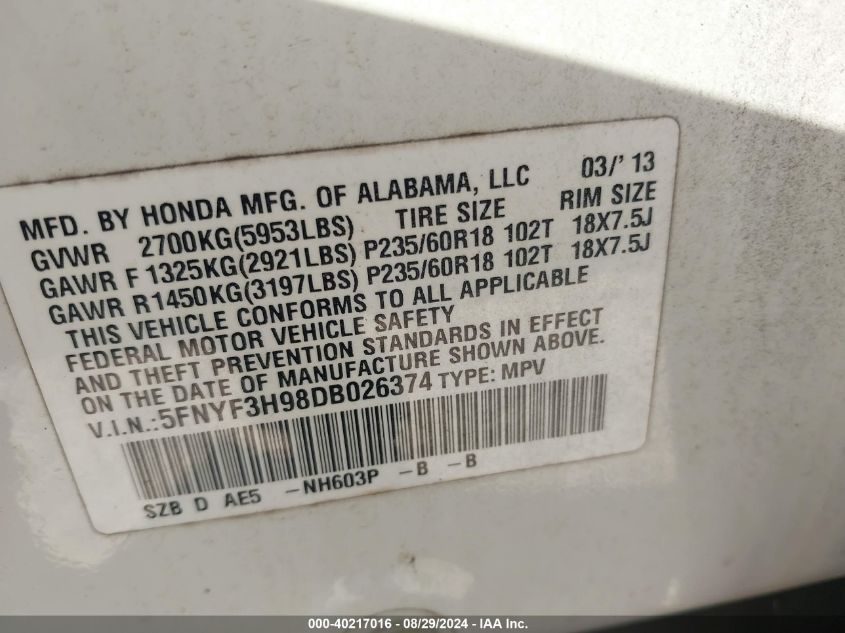 MFD. BY HONDA MFG. OF ALABAMA, LLC 03/'13
GVWR 2700KG(5953LBS) TIRE SIZE RIM SIZE
GAWR F 1325KG(2921LBS) P235/60R18 102T 18X7.5J
GAWR R1450KG(3197LBS) P235/60R18 102T 18X7.5J
THIS VEHICLE CONFORMS TO ALL APPLICABLE
FEDERAL MOTOR VEHICLE SAFETY
AND THEFT PREVENTION STANDARDS IN EFFECT
ON THE DATE OF MANUFACTURE SHOWN ABOVE.
V.I.N.:5FNYF3H98DB026374 TYPE: MPV
SZB D AE5 -NH603P -B -B
000-40217016 - 08/29/2024 - IAA Inc.